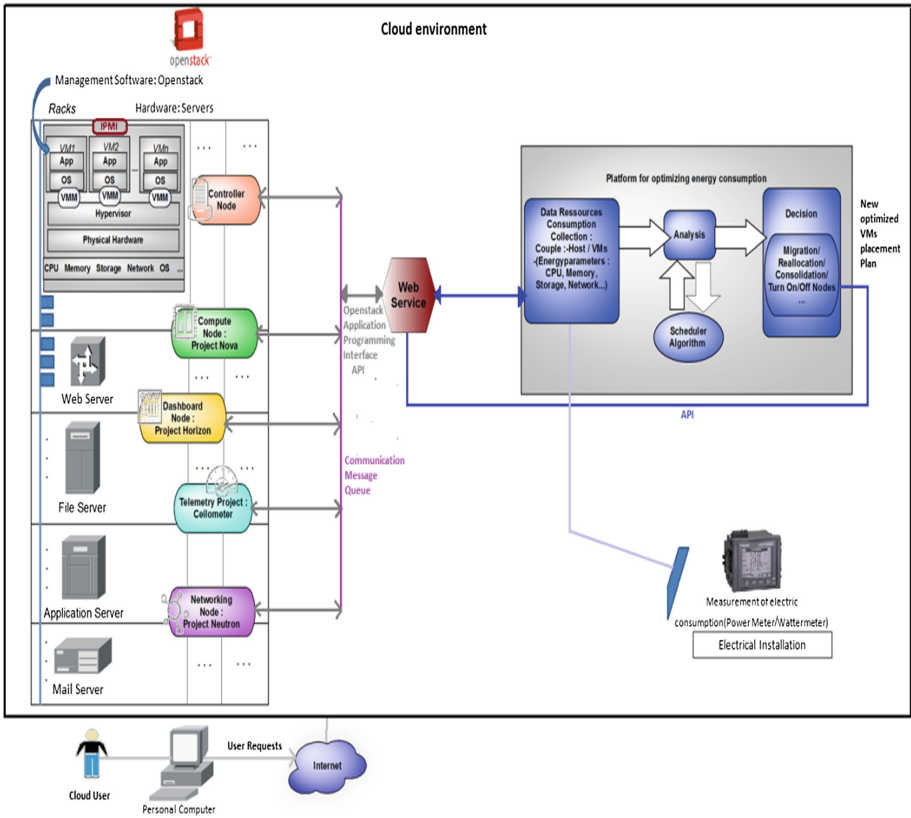 Cloud environment
openstack
Management Software: Openstack
Racks
Hardware: Servers
IPMI
VM1
VM2
VMn
App
App
App
OS
OS
OS
...
VMM
VMM
VMM
Hypervisor
Physical Hardware
CPU Memory Storage Network OS ...
Controller
Node
Compute
Node :
Project Nova
Web Server
Dashboard
Node :
Project Horizon
File Server
Telemetry Project :
Ceilometer
Application Server
Networking
Node :
Project Neutron
Mail Server
Openstack
Application
Programming
Interface
API
Communication
Message
Queue
Web
Service
Platform for optimizing energy consumption
Data Ressources
Consumption
Collection :
Couple :-Host / VMs
-(Energyparameters :
CPU, Memory,
Storage, Network...)
Analysis
Scheduler
Algorithm
Decision
Migration/
Reallocation/
Consolidation/
Turn On/Off Nodes
...
New
optimized
VMs
placement
Plan
API
Measurement of electric
consumption(Power Meter/Wattermeter)
Electrical Installation
Cloud User
Personal Computer
User Requests
Internet